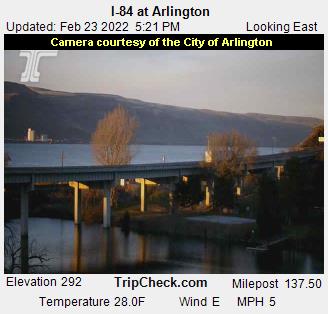 I-84 at Arlington
Updated: Feb 23 2022 5:21 PM Looking East
Camera courtesy of the City of Arlington
Elevation 292 TripCheck.com Milepost 137.50
Temperature 28.0F Wind E MPH 5